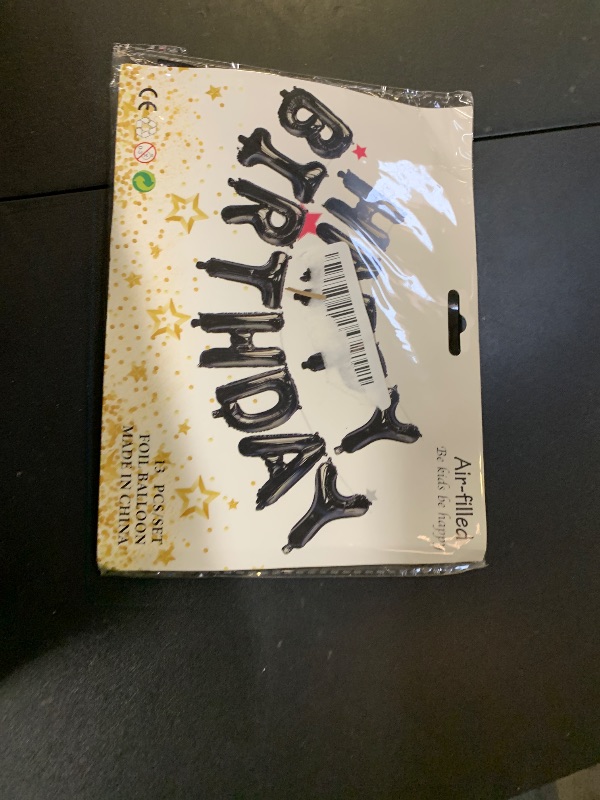 Air-filled
Be kids be happy
H Y
BIRTHDAY
CE
13 PCS/SET
FOIL BALLOON
MADE IN CHINA